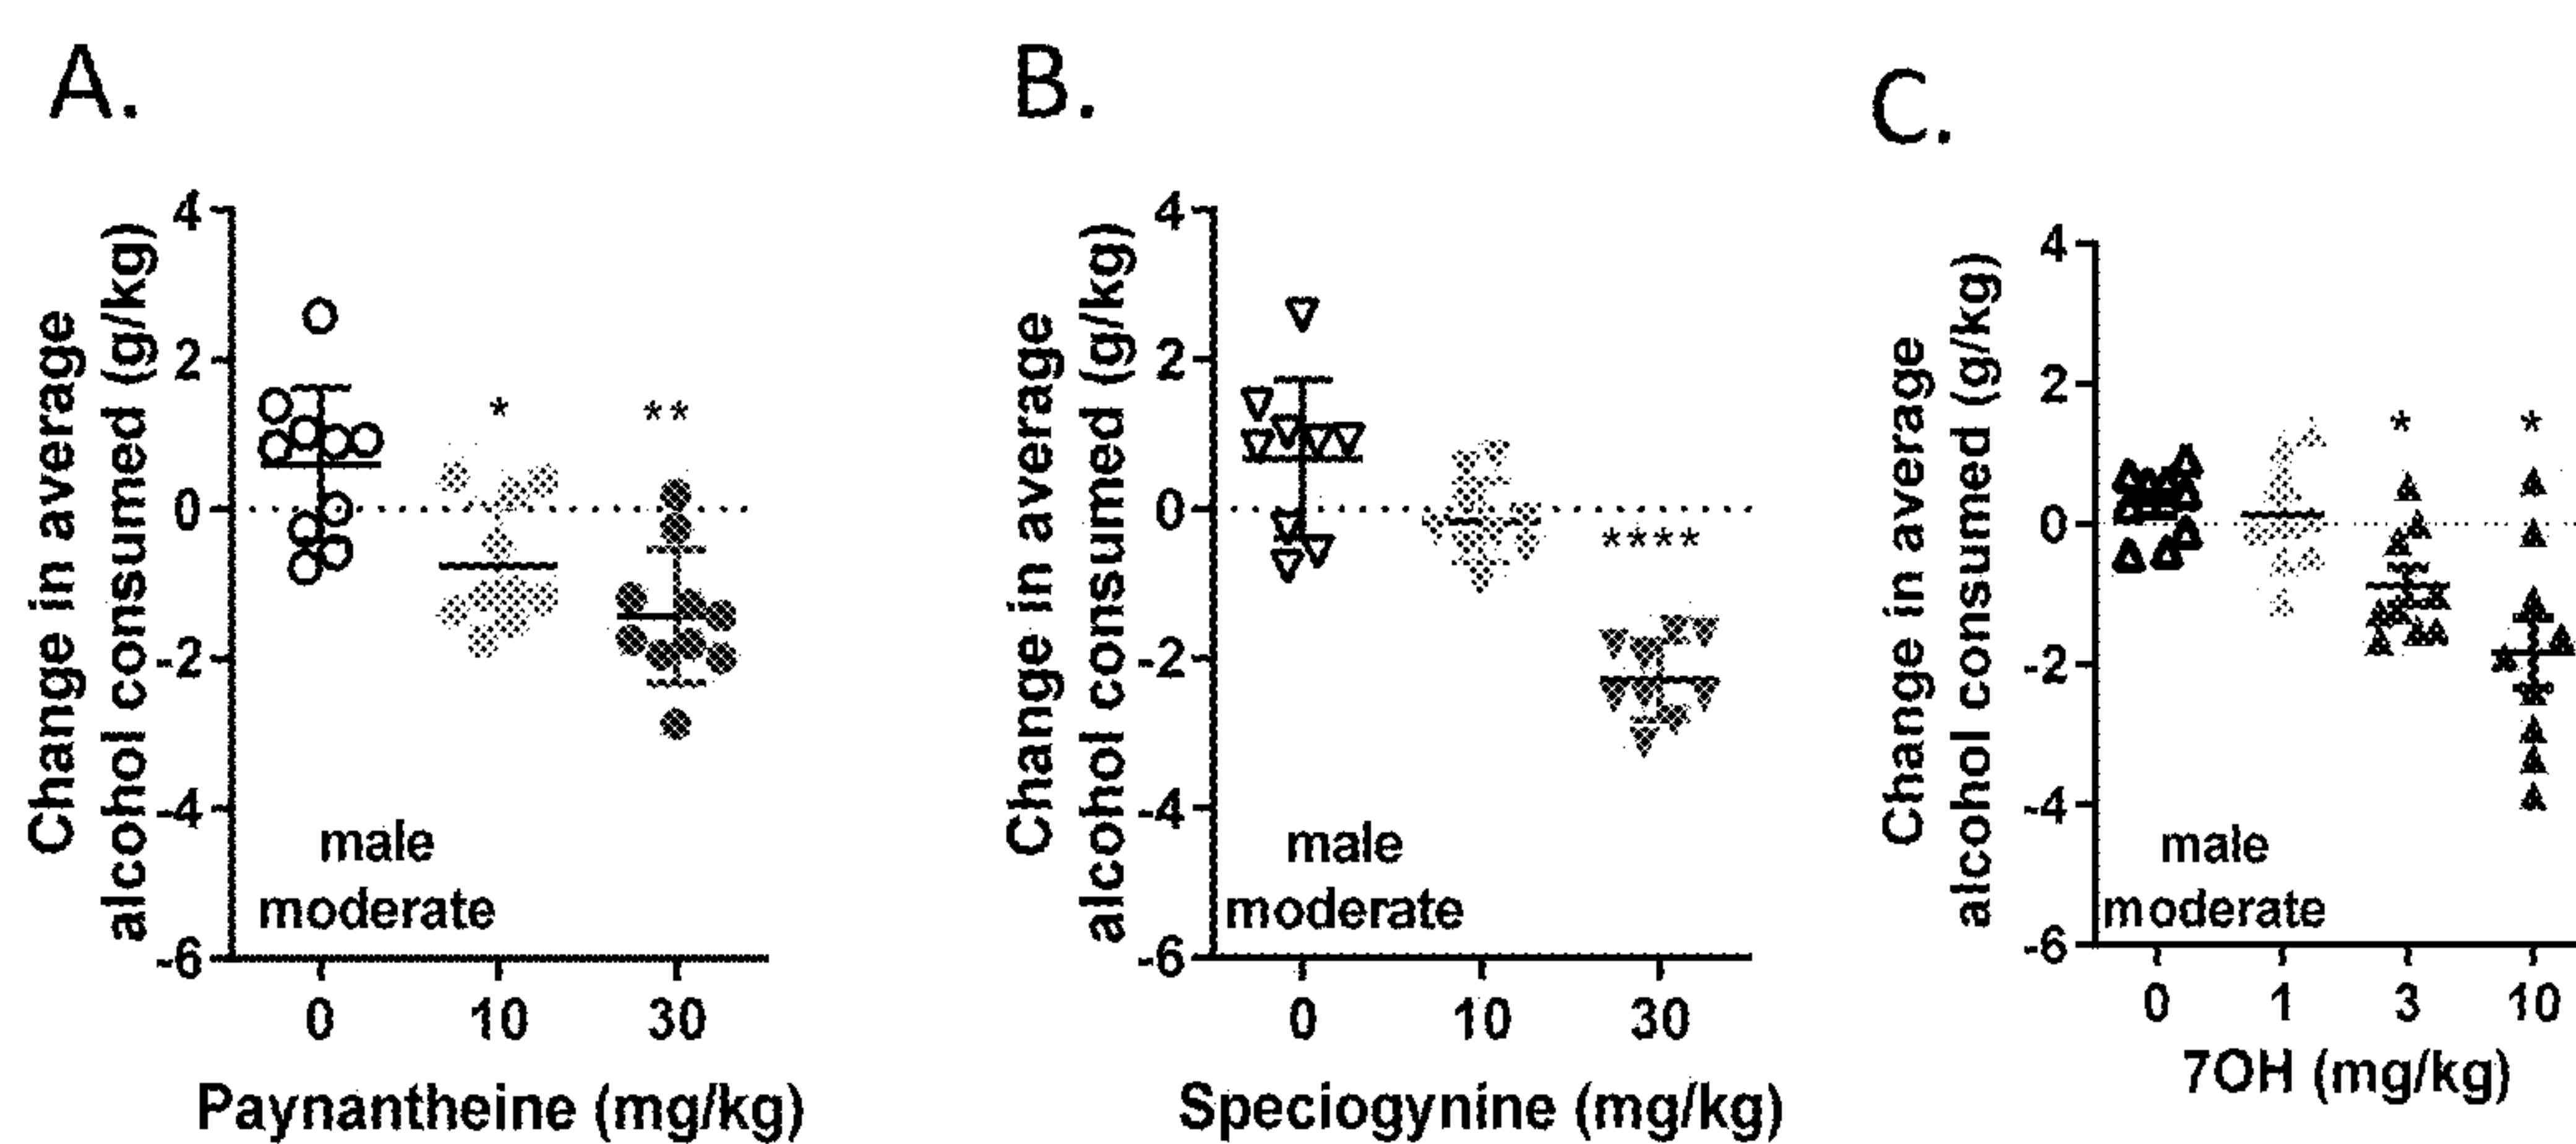 A.
Change in average
alcohol consumed (g/kg)
4
2
0
-2
-4
-6
*
**
male
moderate
0 10 30
Paynantheine (mg/kg)
B.
Change in average
alcohol consumed (g/kg)
4
2
0
-2
-4
-6
****
male
moderate
0 10 30
Speciogynine (mg/kg)
C.
Change in average
alcohol consumed (g/kg)
4
2
0
-2
-4
-6
* *
male
moderate
0 1 3 10
7OH (mg/kg)